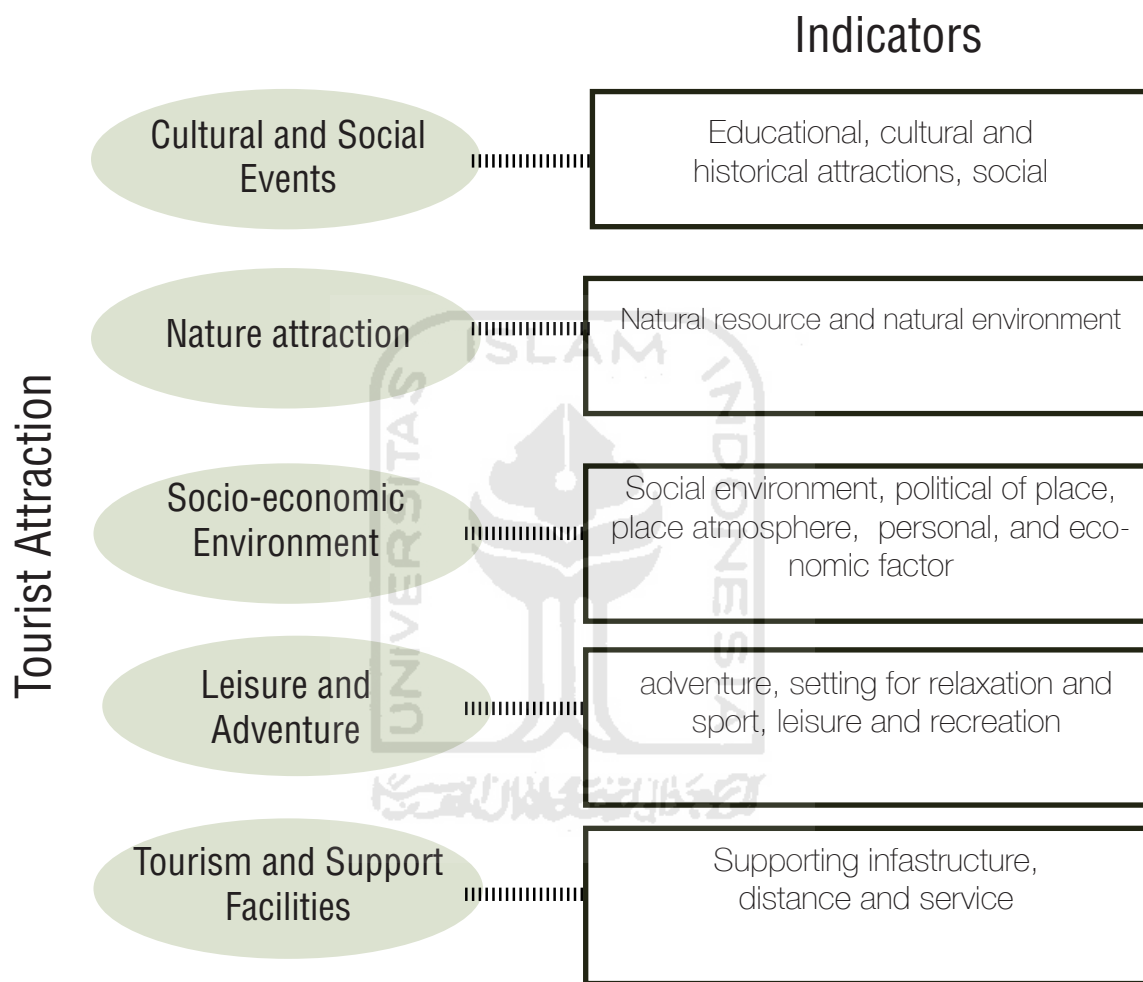 Indicators
Tourist Attraction
Cultural and Social
Events
Educational, cultural and
historical attractions, social
Nature attraction
Natural resource and natural environment
Socio-economic
Environment
Social environment, political of place,
place atmosphere, personal, and eco-
nomic factor
Leisure and
Adventure
adventure, setting for relaxation and
sport, leisure and recreation
Tourism and Support
Facilities
Supporting infastructure,
distance and service
UNIVERSITAS
ISLAM
INDONESIA